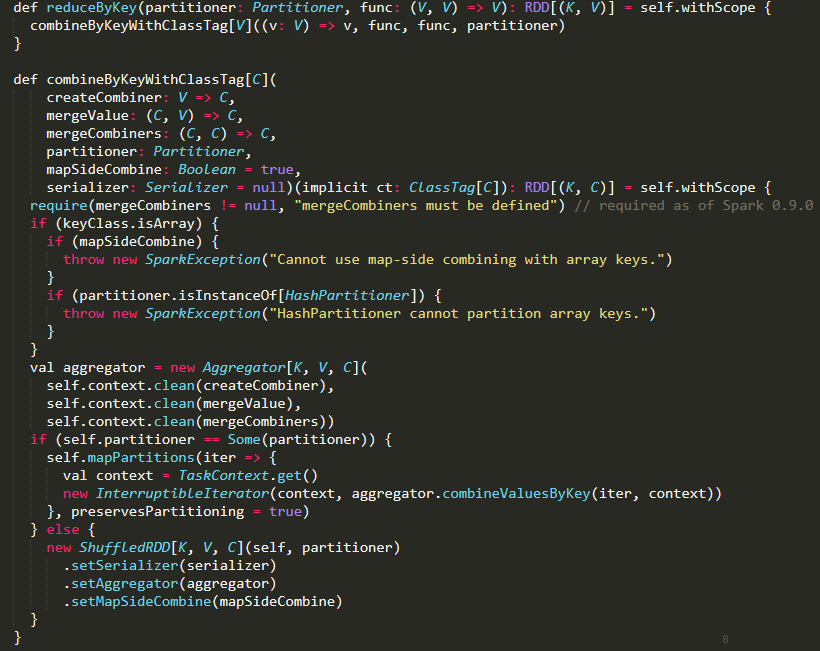 def reduceByKey(partitioner: Partitioner, func: (V, V) => V): RDD[(K, V)] = self.withScope {
  combineByKeyWithClassTag[V]((v: V) => v, func, func, partitioner)
}

def combineByKeyWithClassTag[C](
    createCombiner: V => C,
    mergeValue: (C, V) => C,
    mergeCombiners: (C, C) => C,
    partitioner: Partitioner,
    mapSideCombine: Boolean = true,
    serializer: Serializer = null)(implicit ct: ClassTag[C]): RDD[(K, C)] = self.withScope {
  require(mergeCombiners != null, "mergeCombiners must be defined") // required as of Spark 0.9.0
  if (keyClass.isArray) {
    if (mapSideCombine) {
      throw new SparkException("Cannot use map-side combining with array keys.")
    }
    if (partitioner.isInstanceOf[HashPartitioner]) {
      throw new SparkException("HashPartitioner cannot partition array keys.")
    }
  }
  val aggregator = new Aggregator[K, V, C](
    self.context.clean(createCombiner),
    self.context.clean(mergeValue),
    self.context.clean(mergeCombiners))
  if (self.partitioner == Some(partitioner)) {
    self.mapPartitions(iter => {
      val context = TaskContext.get()
      new InterruptibleIterator(context, aggregator.combineValuesByKey(iter, context))
    }, preservesPartitioning = true)
  } else {
    new ShuffledRDD[K, V, C](self, partitioner)
      .setSerializer(serializer)
      .setAggregator(aggregator)
      .setMapSideCombine(mapSideCombine)
  }
}
8